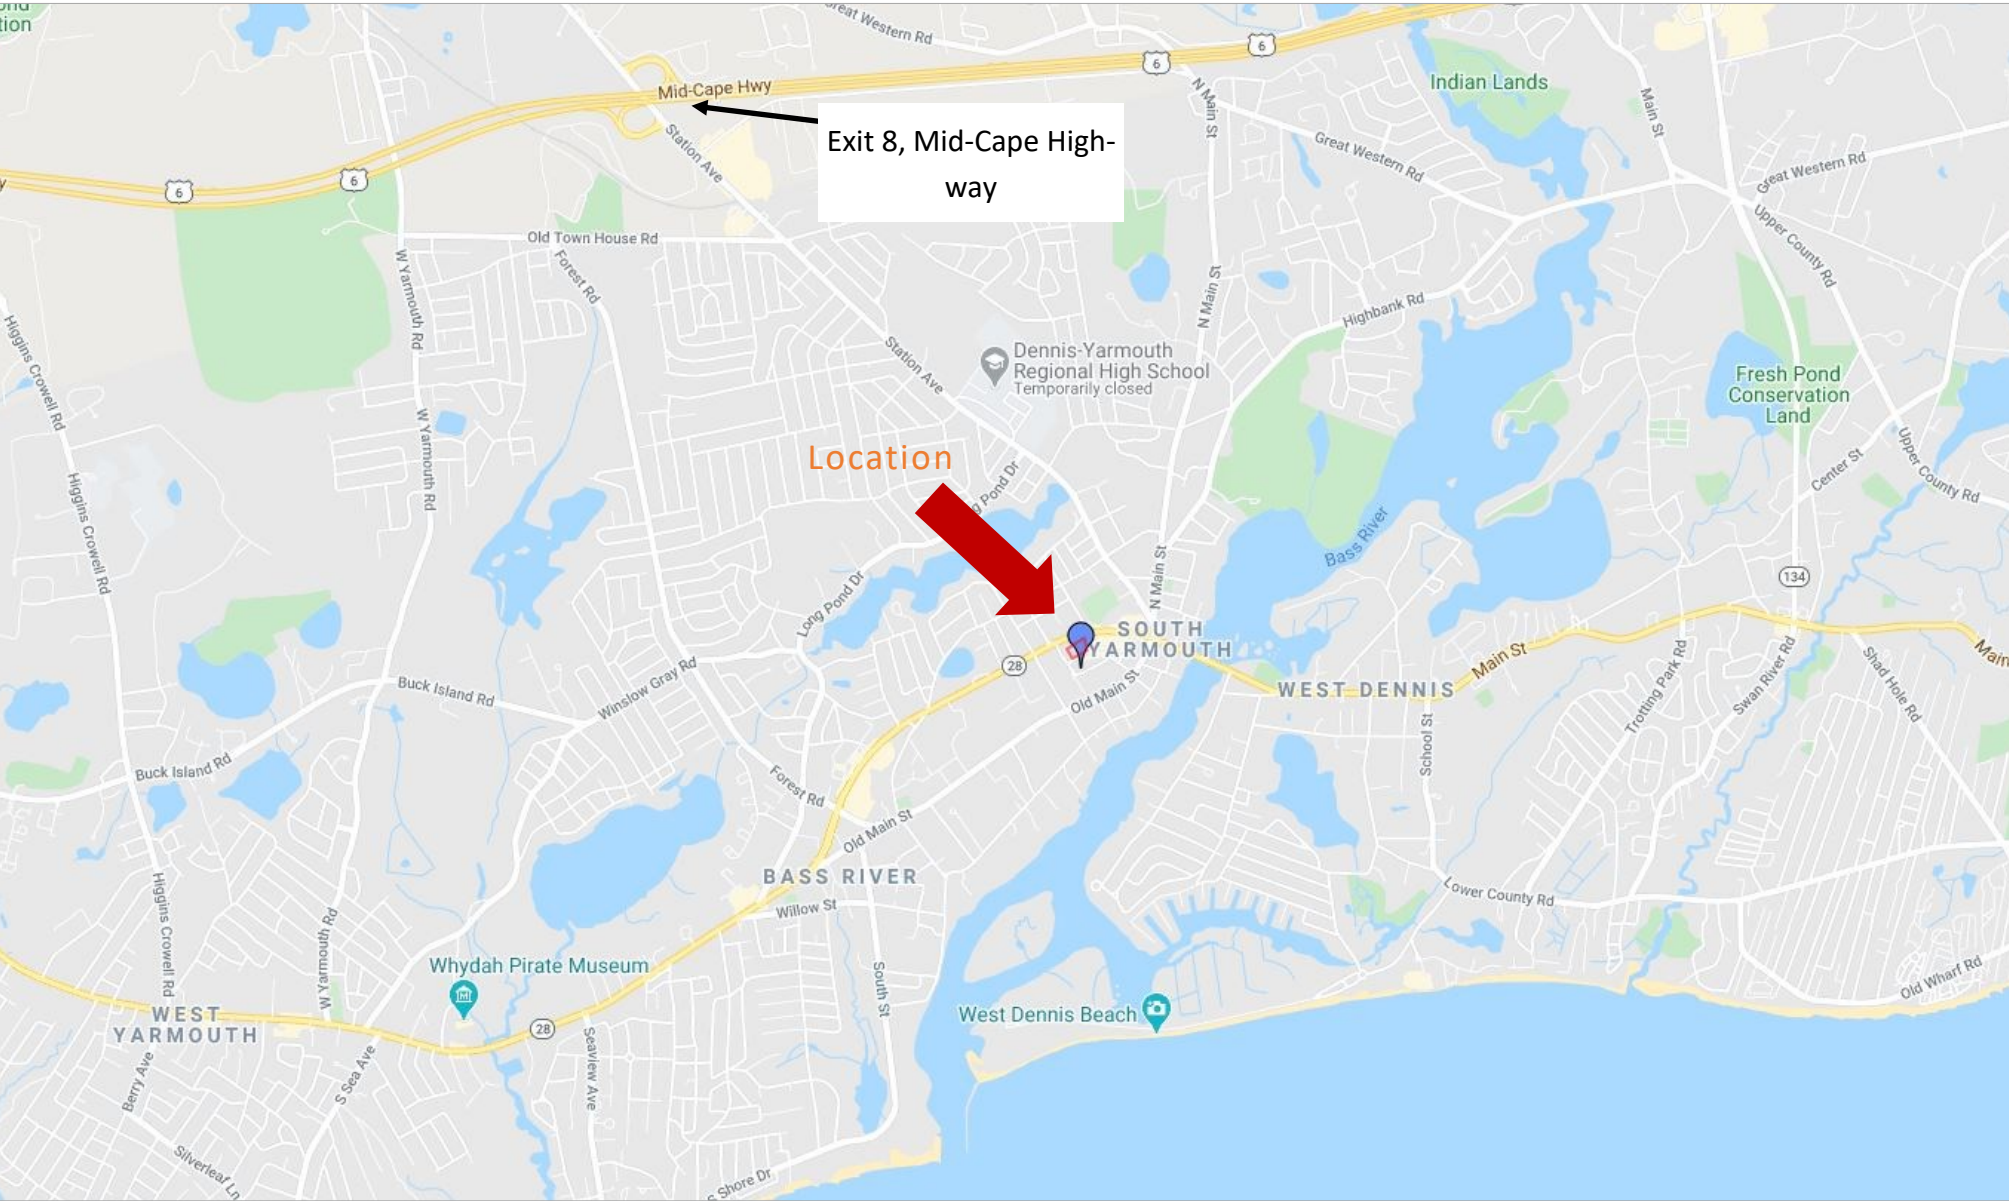 tion
Great Western Rd
6
6
Mid-Cape Hwy
Indian Lands
N Main St
Main St
Exit 8, Mid-Cape High-
way
Station Ave
Great Western Rd
Great Western Rd
6
6
Upper County Rd
Old Town House Rd
W Yarmouth Rd
Forest Rd
N Main St
Highbank Rd
Higgins Crowell Rd
Station Ave
Dennis-Yarmouth
Regional High School
Temporarily closed
Fresh Pond
Conservation
Land
W Yarmouth Rd
Location
g Pond Dr
Upper County Rd
Center St
Higgins Crowell Rd
Bass River
N Main St
134
Long Pond Dr
SOUTH
YARMOUTH
28
Main St
Main
Winslow Gray Rd
Buck Island Rd
Old Main St
WEST DENNIS
Trotting Park Rd
Swan River Rd
Shad Hole Rd
School St
Buck Island Rd
Forest Rd
Old Main St
BASS RIVER
Lower County Rd
Willow St
Higgins Crowell Rd
W Yarmouth Rd
Whydah Pirate Museum
South St
Old Wharf Rd
WEST
YARMOUTH
28
West Dennis Beach
Seaview Ave
Berry Ave
S Sea Ave
Silverleaf Ln
S Shore Dr